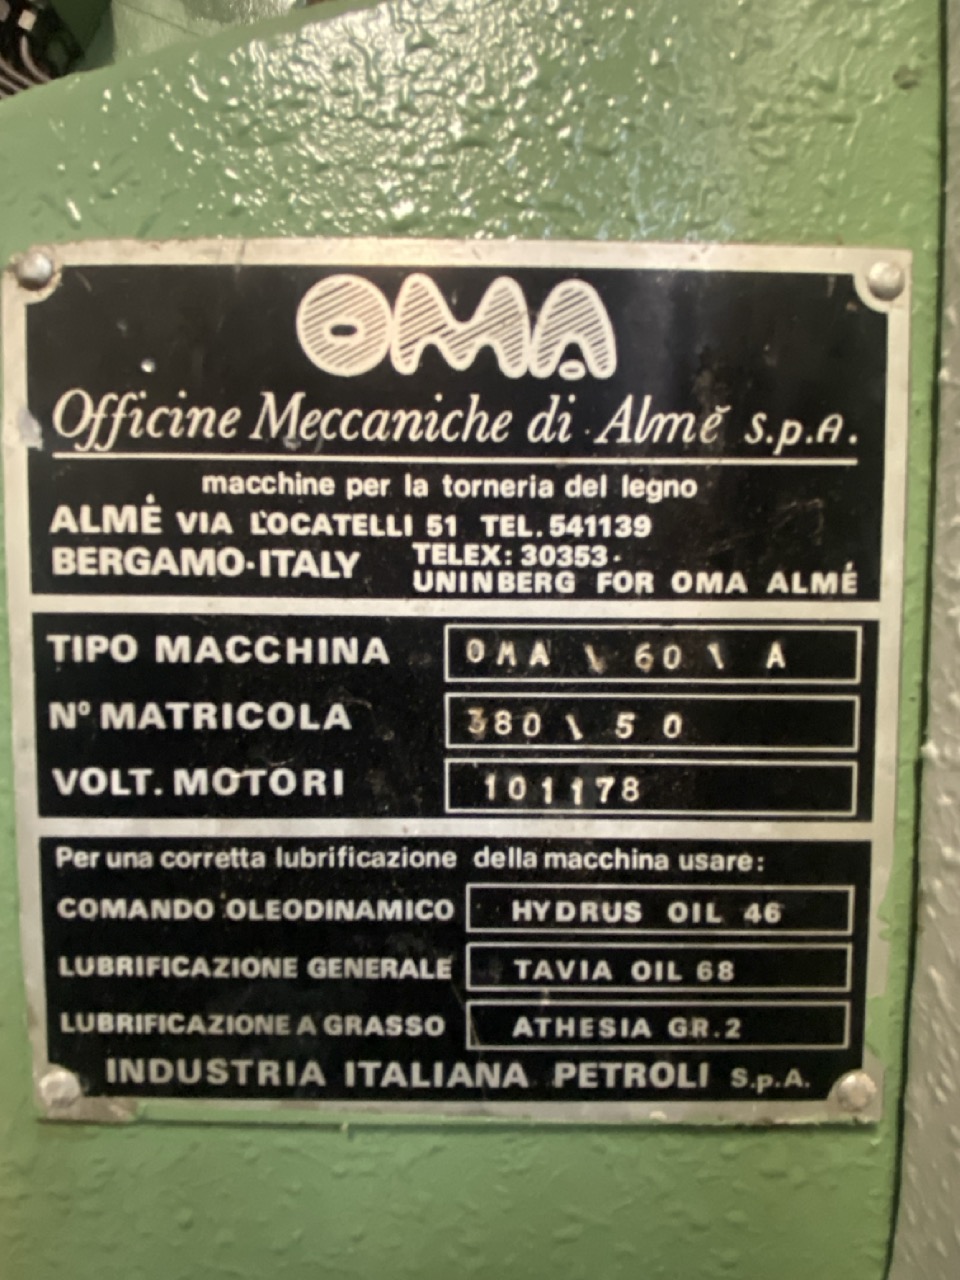 OMA
Officine Meccaniche di Almė s.p.A.
macchine per la torneria del legno
ALMĖ VIA LOCATELLI 51 TEL. 541139
BERGAMO·ITALY TELEX: 30353·
UNINBERG FOR OMA ALMÉ
TIPO MACCHINA OMA \ 60 \ A
N° MATRICOLA 380 \ 50
VOLT. MOTORI 101178
Per una corretta lubrificazione della macchina usare:
COMANDO OLEODINAMICO HYDRUS OIL 46
LUBRIFICAZIONE GENERALE TAVIA OIL 68
LUBRIFICAZIONE A GRASSO ATHESIA GR.2
INDUSTRIA ITALIANA PETROLI S.p.A.